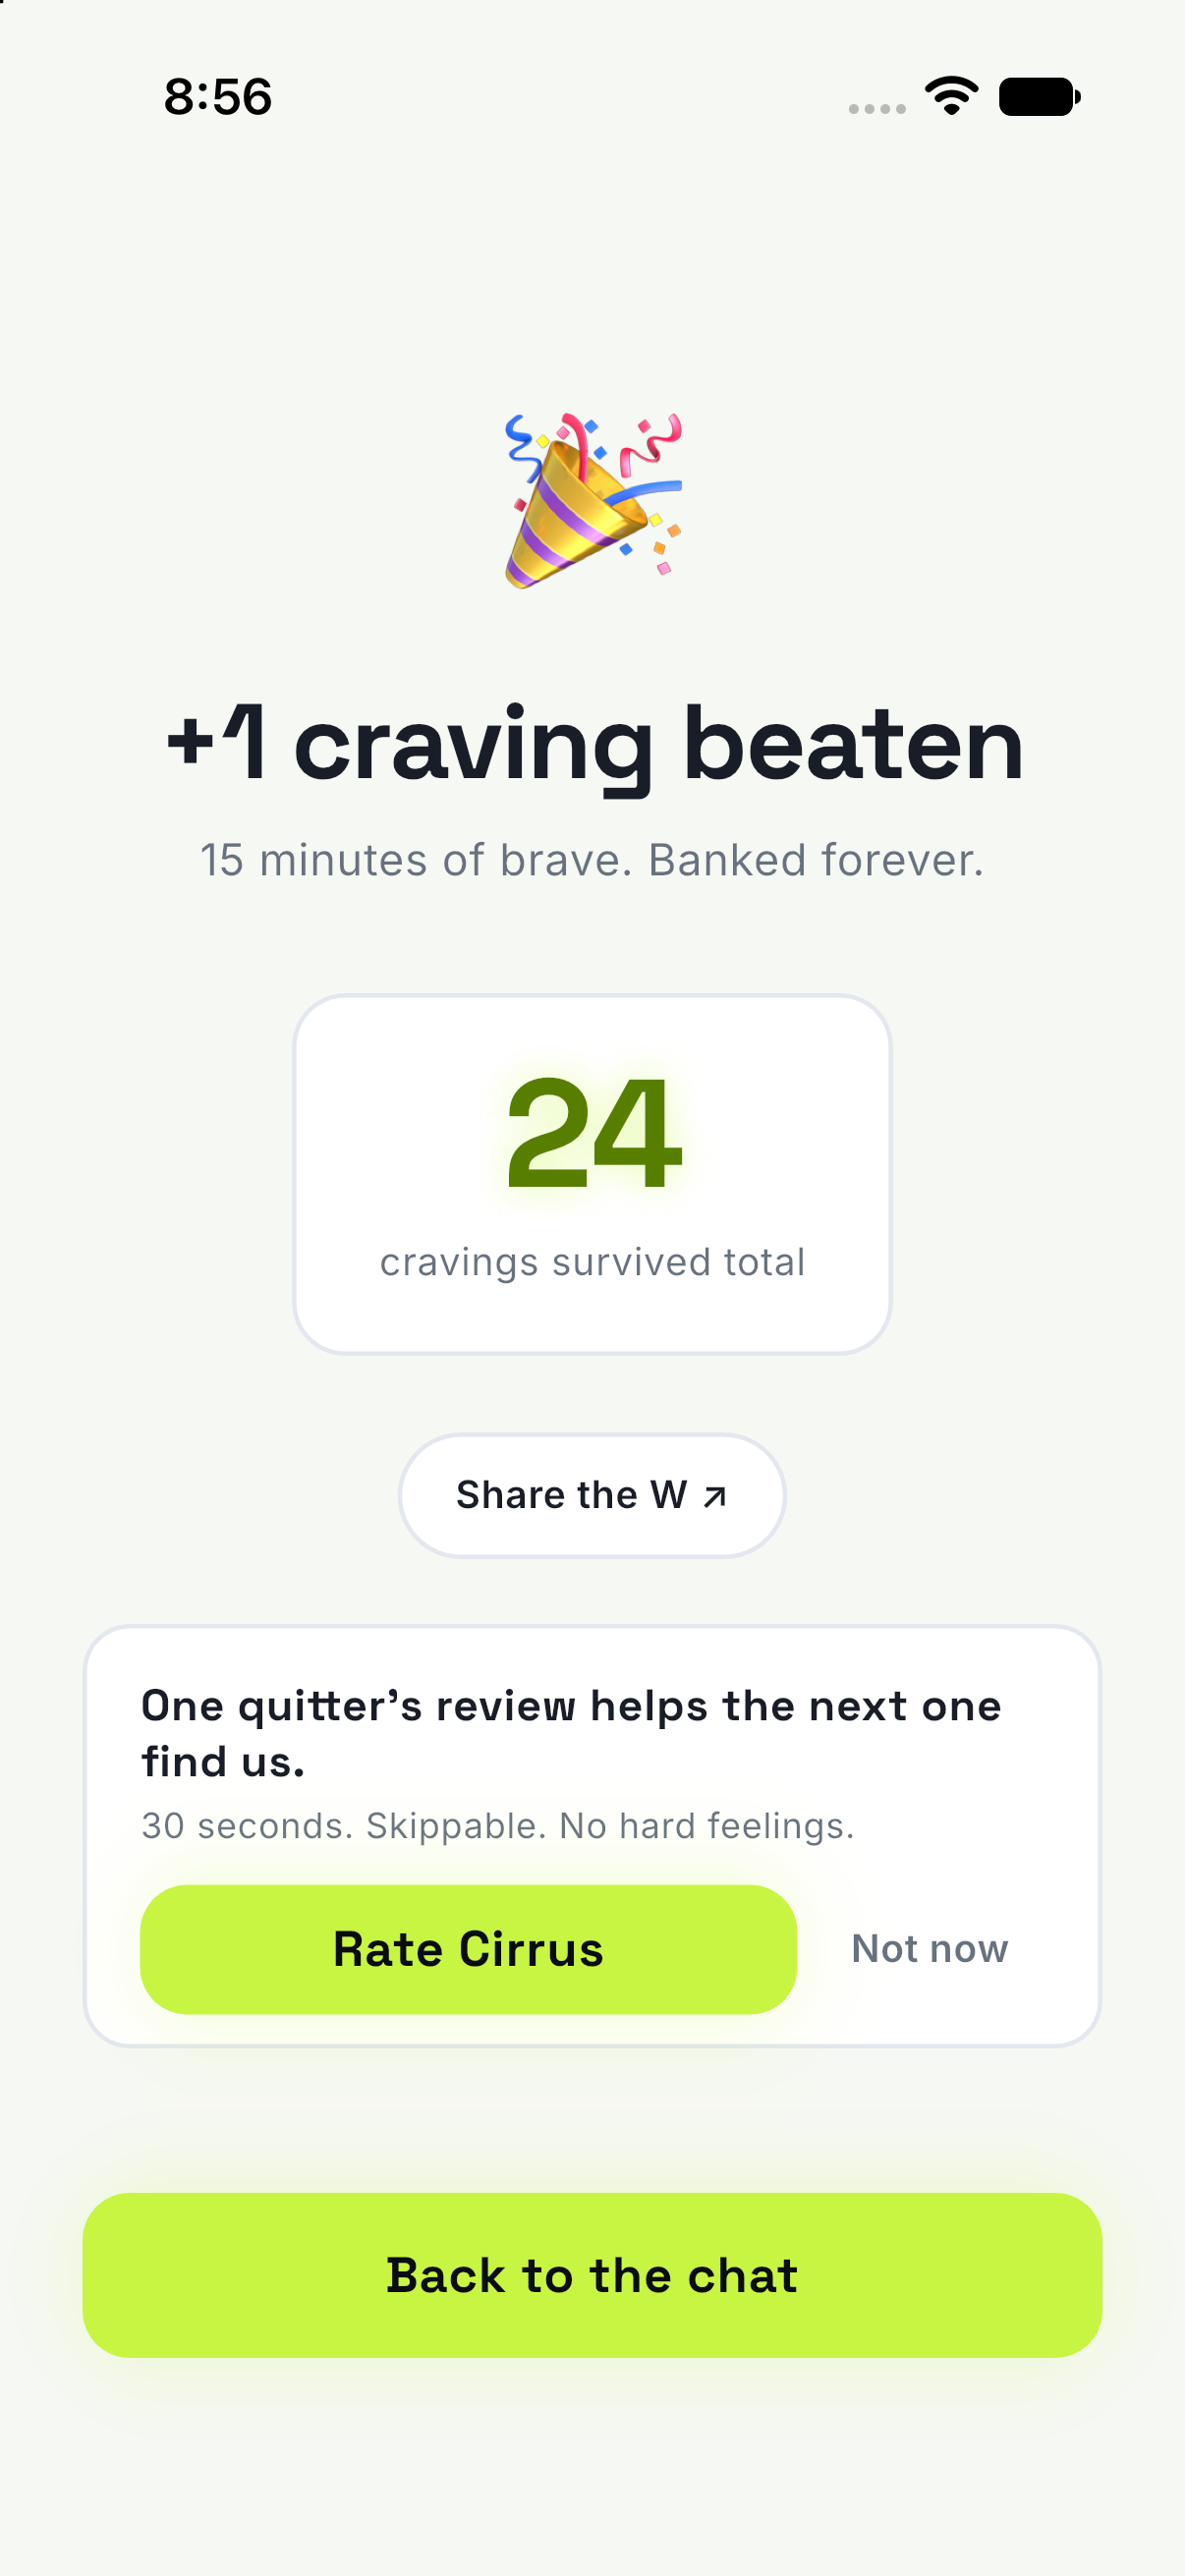 8:56
+1 craving beaten
15 minutes of brave. Banked forever.
24
cravings survived total
Share the W ↗
One quitter’s review helps the next one
find us.
30 seconds. Skippable. No hard feelings.
Rate Cirrus
Not now
Back to the chat